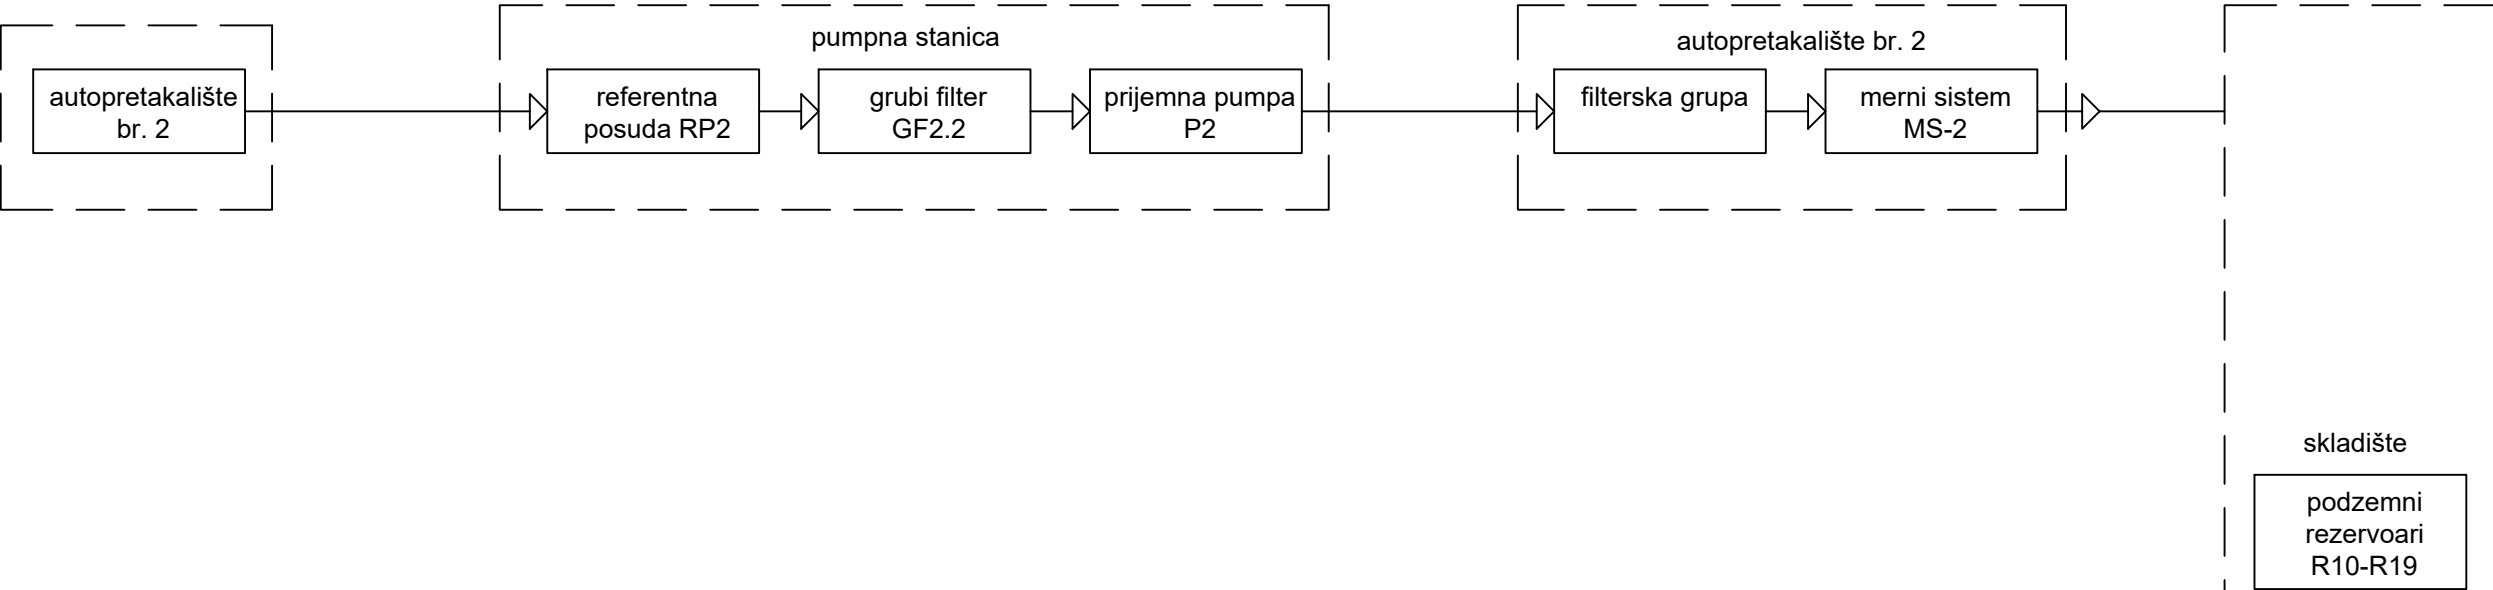 autopretakalište
br. 2
pumpna stanica
referentna
posuda RP2
grubi filter
GF2.2
prijemna pumpa
P2
autopretakalište br. 2
filterska grupa
merni sistem
MS-2
skladište
podzemni
rezervoari
R10-R19